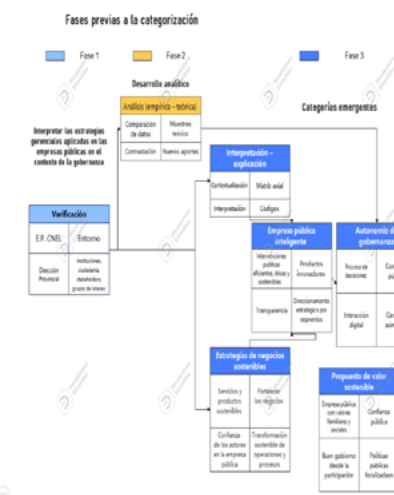 Fases previas a la categorización
Fase 1
Fase 2
Fase 3
Desarrollo analítico
Categorías emergentes
Interpretar las estrategias
gerenciales aplicadas en las
empresas públicas en el
contexto de la gobernanza
Análisis (empírica - teórica)
Comparación
de datos
Muestreo
teórico
Contrastación
Nuevos aportes
Interpretación -
explicación
Contextualización
Matriz axial
Interpretación
Códigos
Verificación
E.P. CNEL
Entorno
Dirección
Provincial
Instituciones,
ciudadanía,
stakeholders,
grupos de interés
Empresa pública
inteligente
Intervenciones
públicas
eficientes, éticas y
sostenibles
Productos
innovadores
Transparencia
Direccionamiento
estratégico por
segmentos
Autonomía d
gobernanza
Proceso de
decisiones
Interacción
digital
Estrategias de negocios
sostenibles
Servicios y
productos
sostenibles
Fortalecer
los negocios
Confianza
de los actores
en la empresa
pública
Transformación
sostenible de
operaciones y
procesos
Propuesta de valor
sostenible
Empresa pública
con valores
familiares y
sociales
Confianza
pública
Buen gobierno
desde la
participación
Políticas
públicas